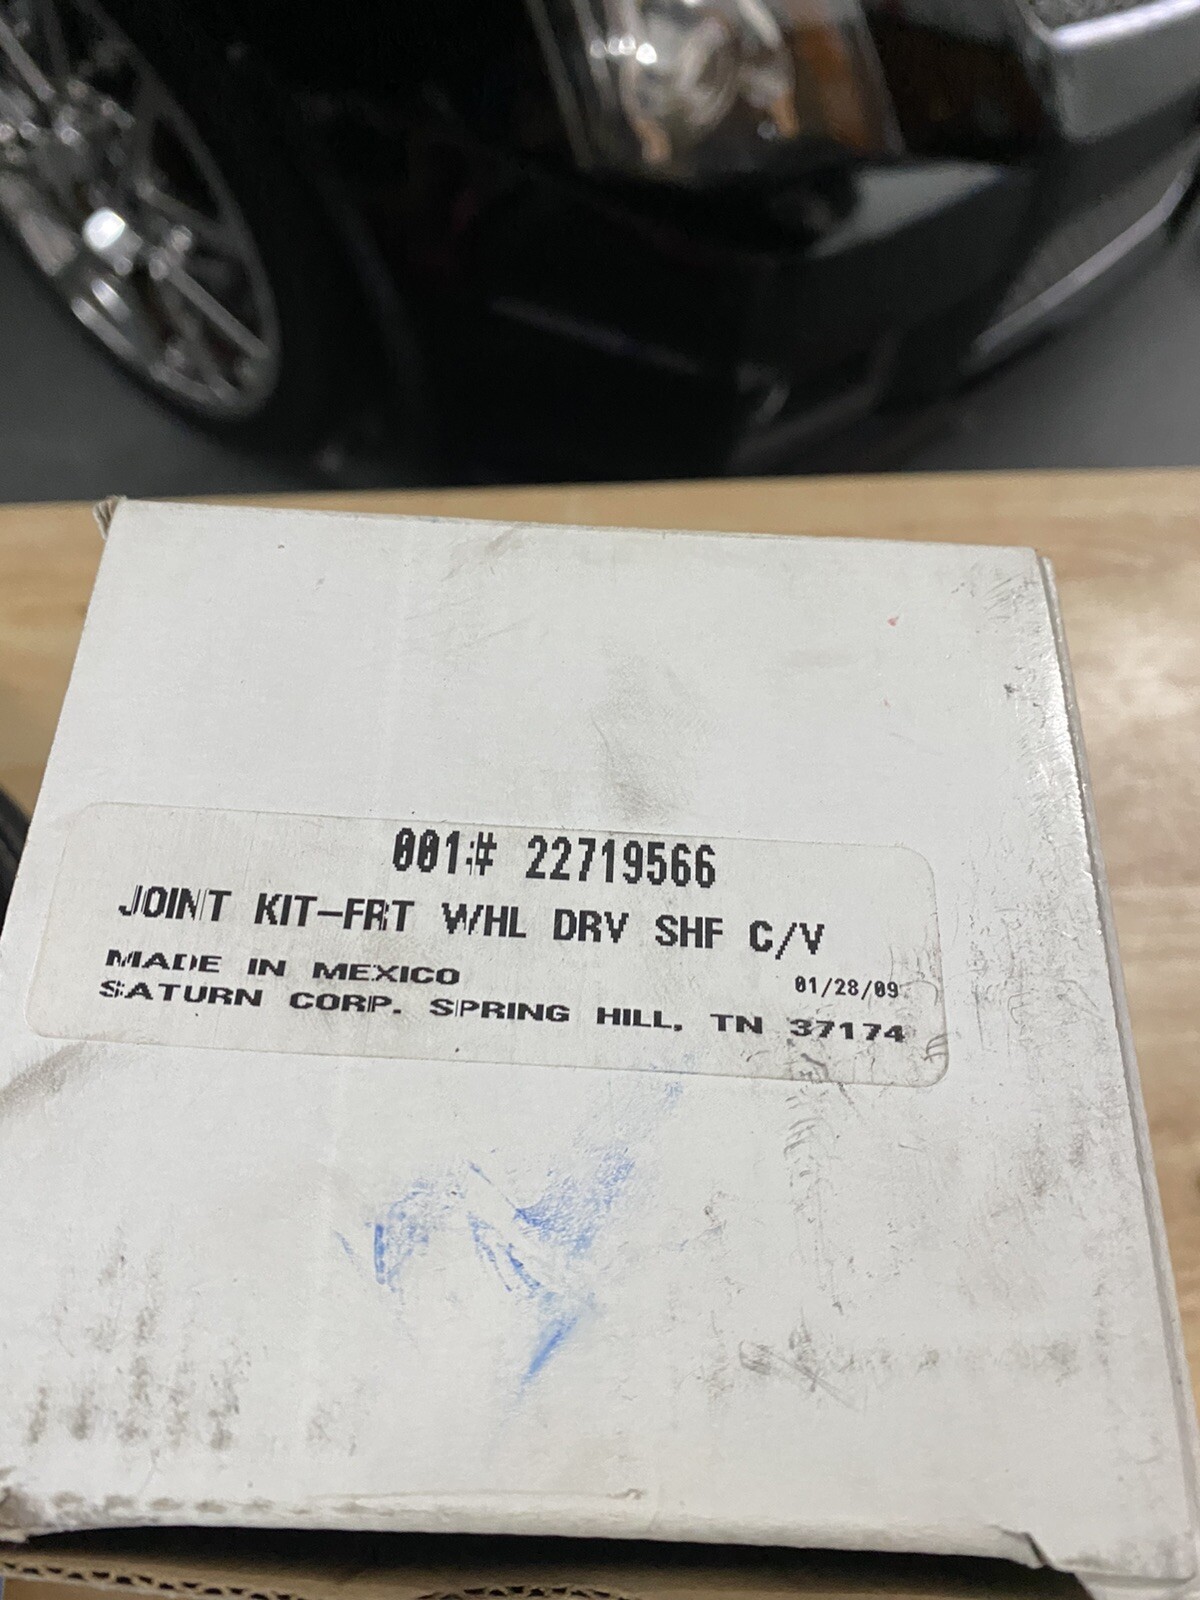 001# 22719566
JOINT KIT-FRT WHL DRV SHF C/V
MADE IN MEXICO 01/28/09
SATURN CORP. SPRING HILL, TN 37174